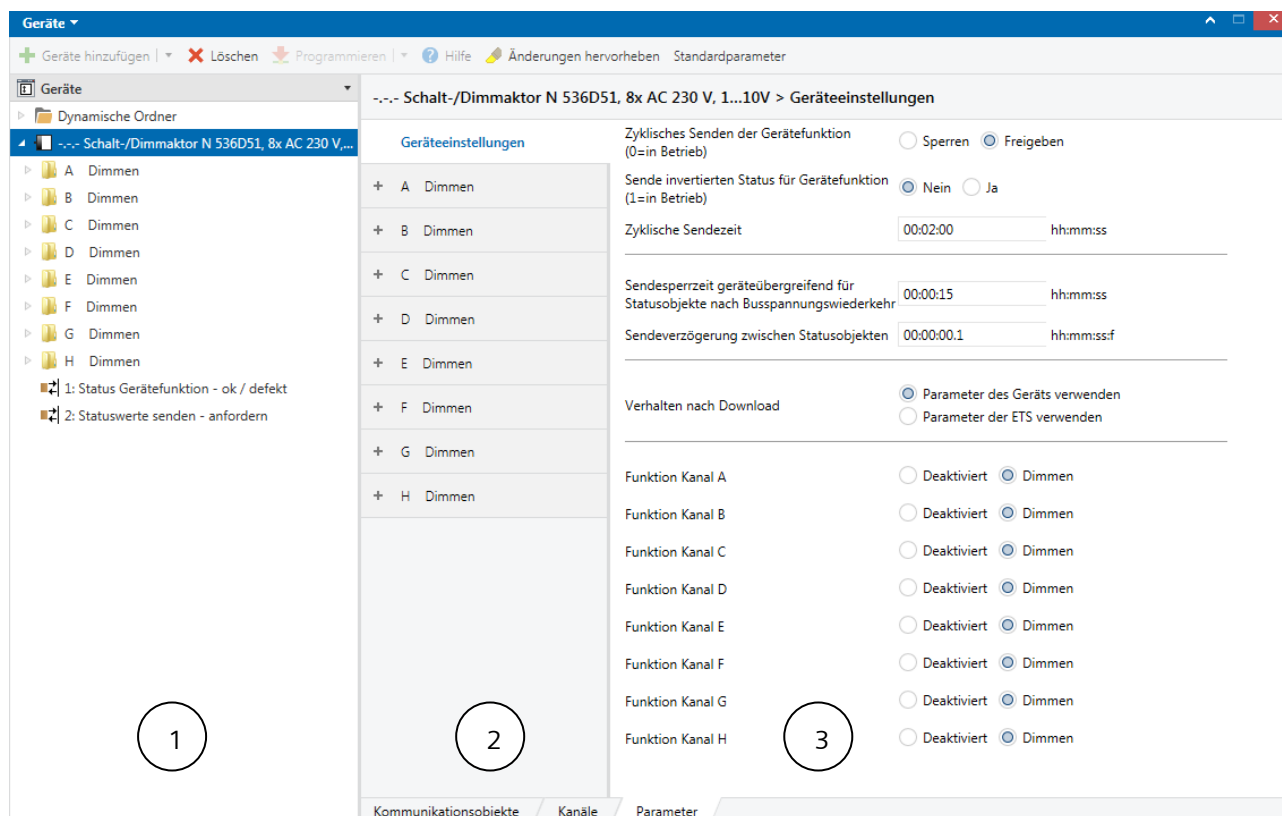 Geräte
Geräte hinzufügen Löschen Programmieren Hilfe Änderungen hervorheben Standardparameter
Geräte
Dynamische Ordner
-.-.- Schalt-/Dimmaktor N 536D51, 8x AC 230 V,...
A Dimmen
B Dimmen
C Dimmen
D Dimmen
E Dimmen
F Dimmen
G Dimmen
H Dimmen
1: Status Gerätefunktion - ok / defekt
2: Statuswerte senden - anfordern
1
-.-.- Schalt-/Dimmaktor N 536D51, 8x AC 230 V, 1...10V > Geräteeinstellungen
Geräteeinstellungen
+ A Dimmen
+ B Dimmen
+ C Dimmen
+ D Dimmen
+ E Dimmen
+ F Dimmen
+ G Dimmen
+ H Dimmen
2
Zyklisches Senden der Gerätefunktion
(0=in Betrieb)
Sperren Freigeben
Sende invertierten Status für Gerätefunktion
(1=in Betrieb)
Nein Ja
Zyklische Sendezeit 00:02:00 hh:mm:ss
Sendesperrzeit geräteübergreifend für
Statusobjekte nach Busspannungswiederkehr
00:00:15 hh:mm:ss
Sendeverzögerung zwischen Statusobjekten 00:00:00.1 hh:mm:ss:f
Verhalten nach Download
Parameter des Geräts verwenden
Parameter der ETS verwenden
Funktion Kanal A Deaktiviert Dimmen
Funktion Kanal B Deaktiviert Dimmen
Funktion Kanal C Deaktiviert Dimmen
Funktion Kanal D Deaktiviert Dimmen
Funktion Kanal E Deaktiviert Dimmen
Funktion Kanal F Deaktiviert Dimmen
Funktion Kanal G Deaktiviert Dimmen
Funktion Kanal H Deaktiviert Dimmen
3
Kommunikationsobjekte Kanäle Parameter